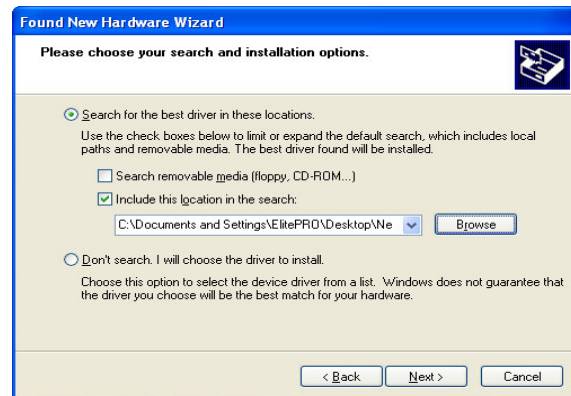 Found New Hardware Wizard
Please choose your search and installation options.
Search for the best driver in these locations.
Use the check boxes below to limit or expand the default search, which includes local
paths and removable media. The best driver found will be installed.
Search removable media (floppy, CD-ROM...)
Include this location in the search:
C:\Documents and Settings\ElitePRO\Desktop\Ne
Browse
Don't search. I will choose the driver to install.
Choose this option to select the device driver from a list. Windows does not guarantee that
the driver you choose will be the best match for your hardware.
< Back Next > Cancel